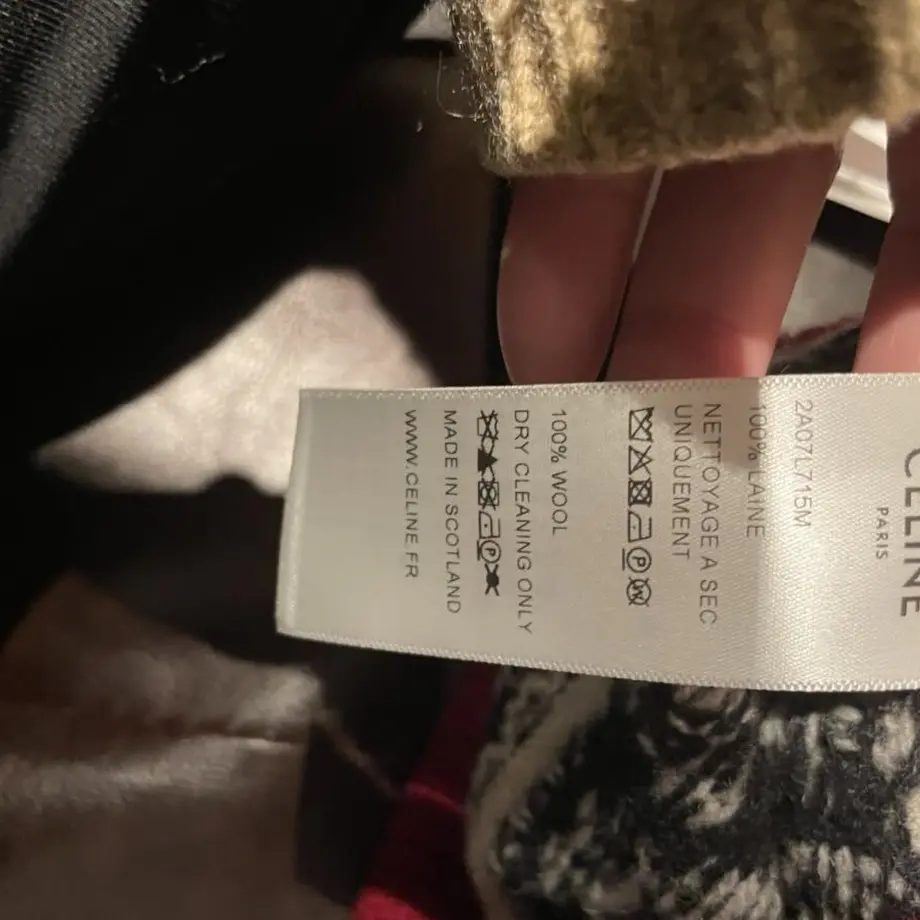 CELINE
PARIS
2A07L715M
100% LAINE
NETTOYAGE A SEC
UNIQUEMENT
100% WOOL
DRY CLEANING ONLY
MADE IN SCOTLAND
WWW.CELINE.FR